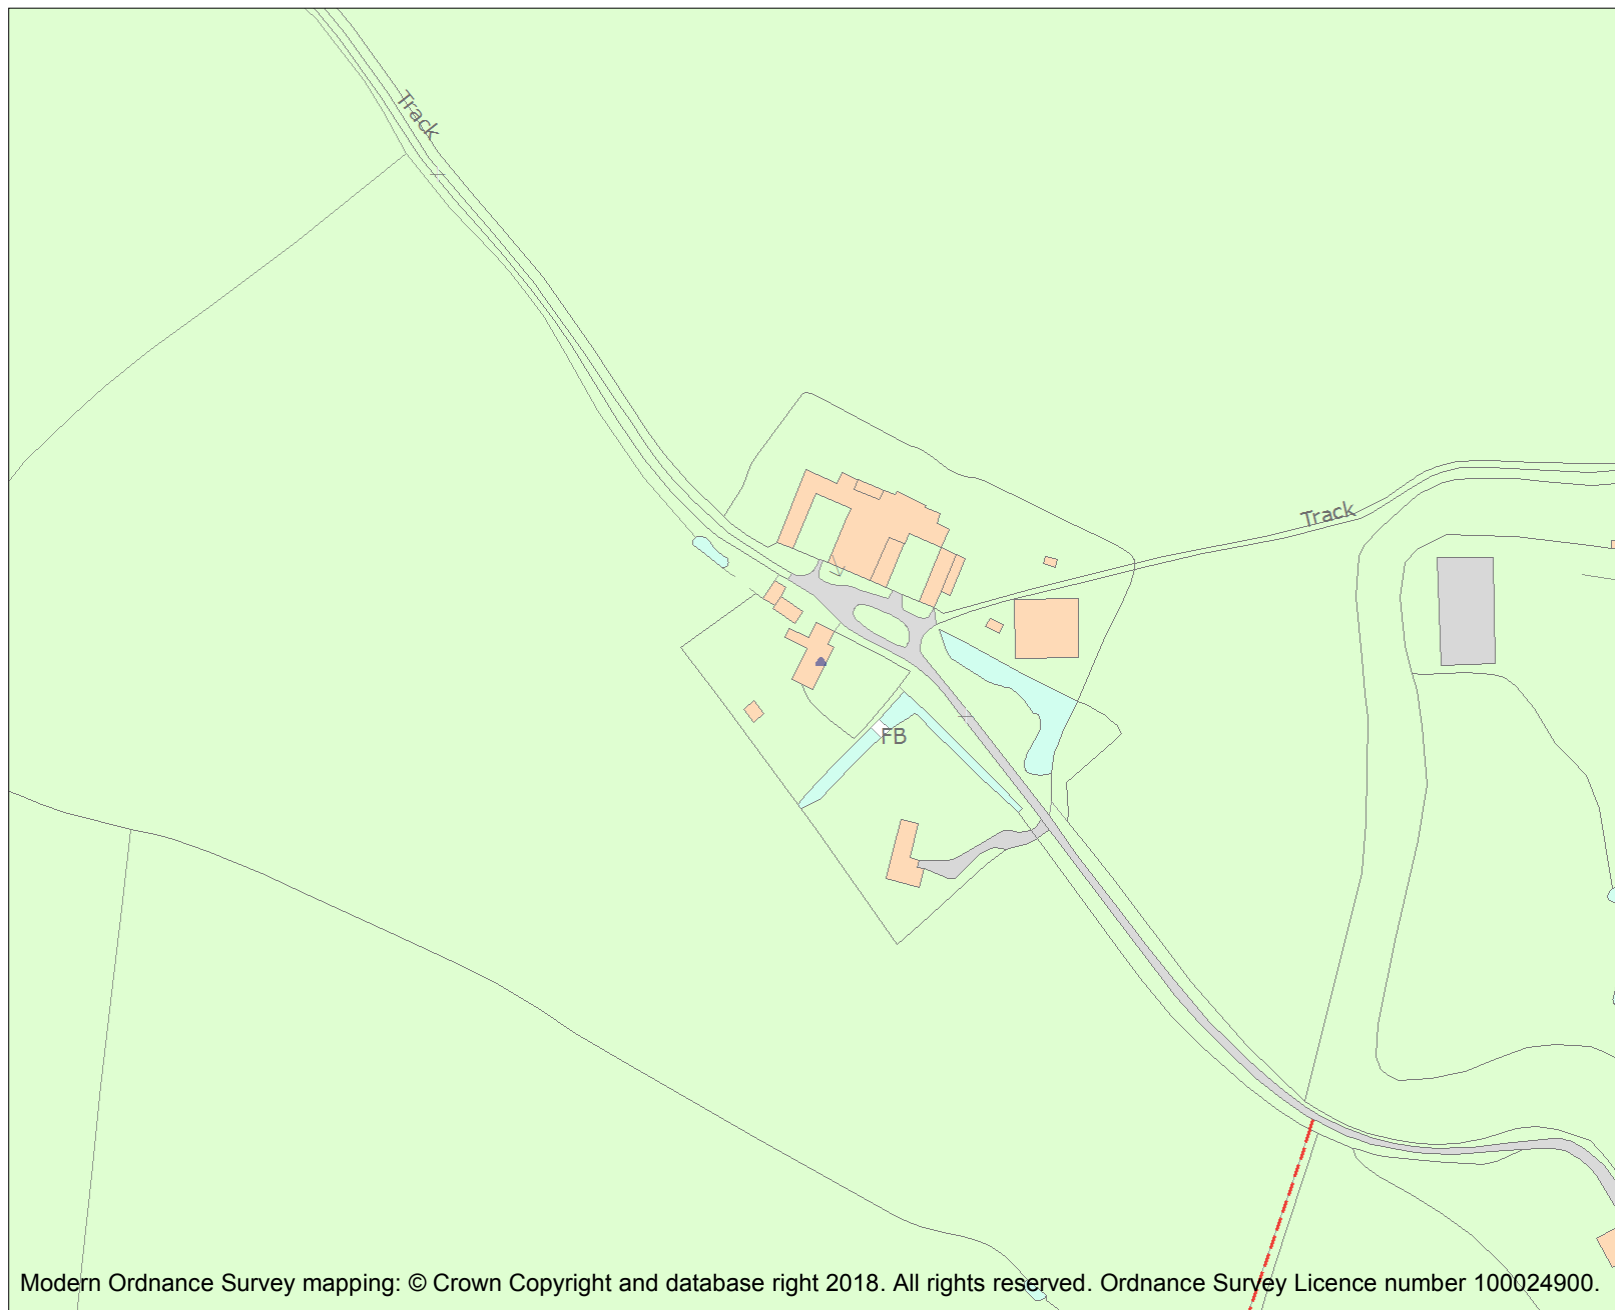 Track
Track
FB
Modern Ordnance Survey mapping: © Crown Copyright and database right 2018. All rights reserved. Ordnance Survey Licence number 100024900.